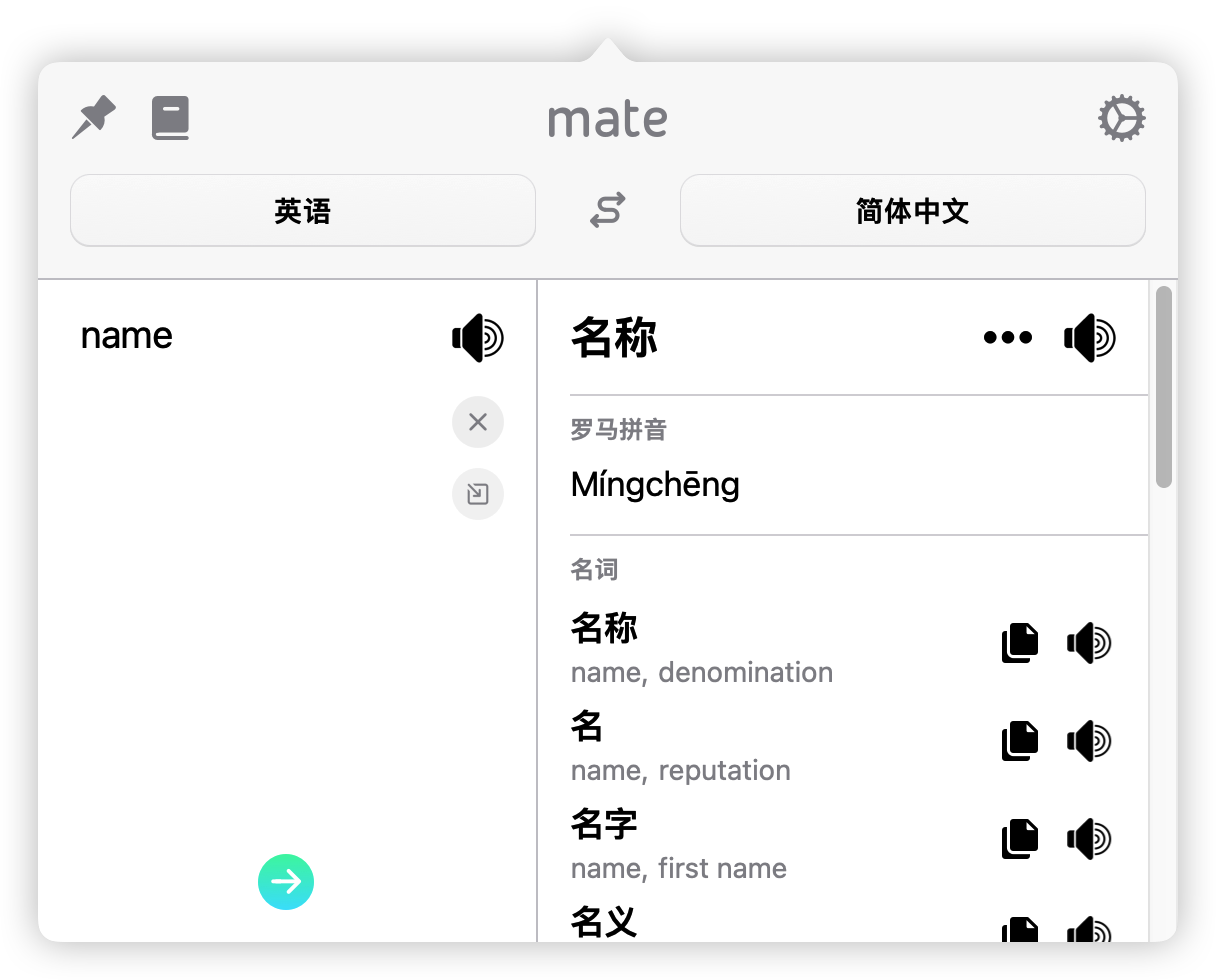 mate
英语
简体中文
name
名称
罗马拼音
Míngchēng
名词
名称
name, denomination
名
name, reputation
名字
name, first name
名义